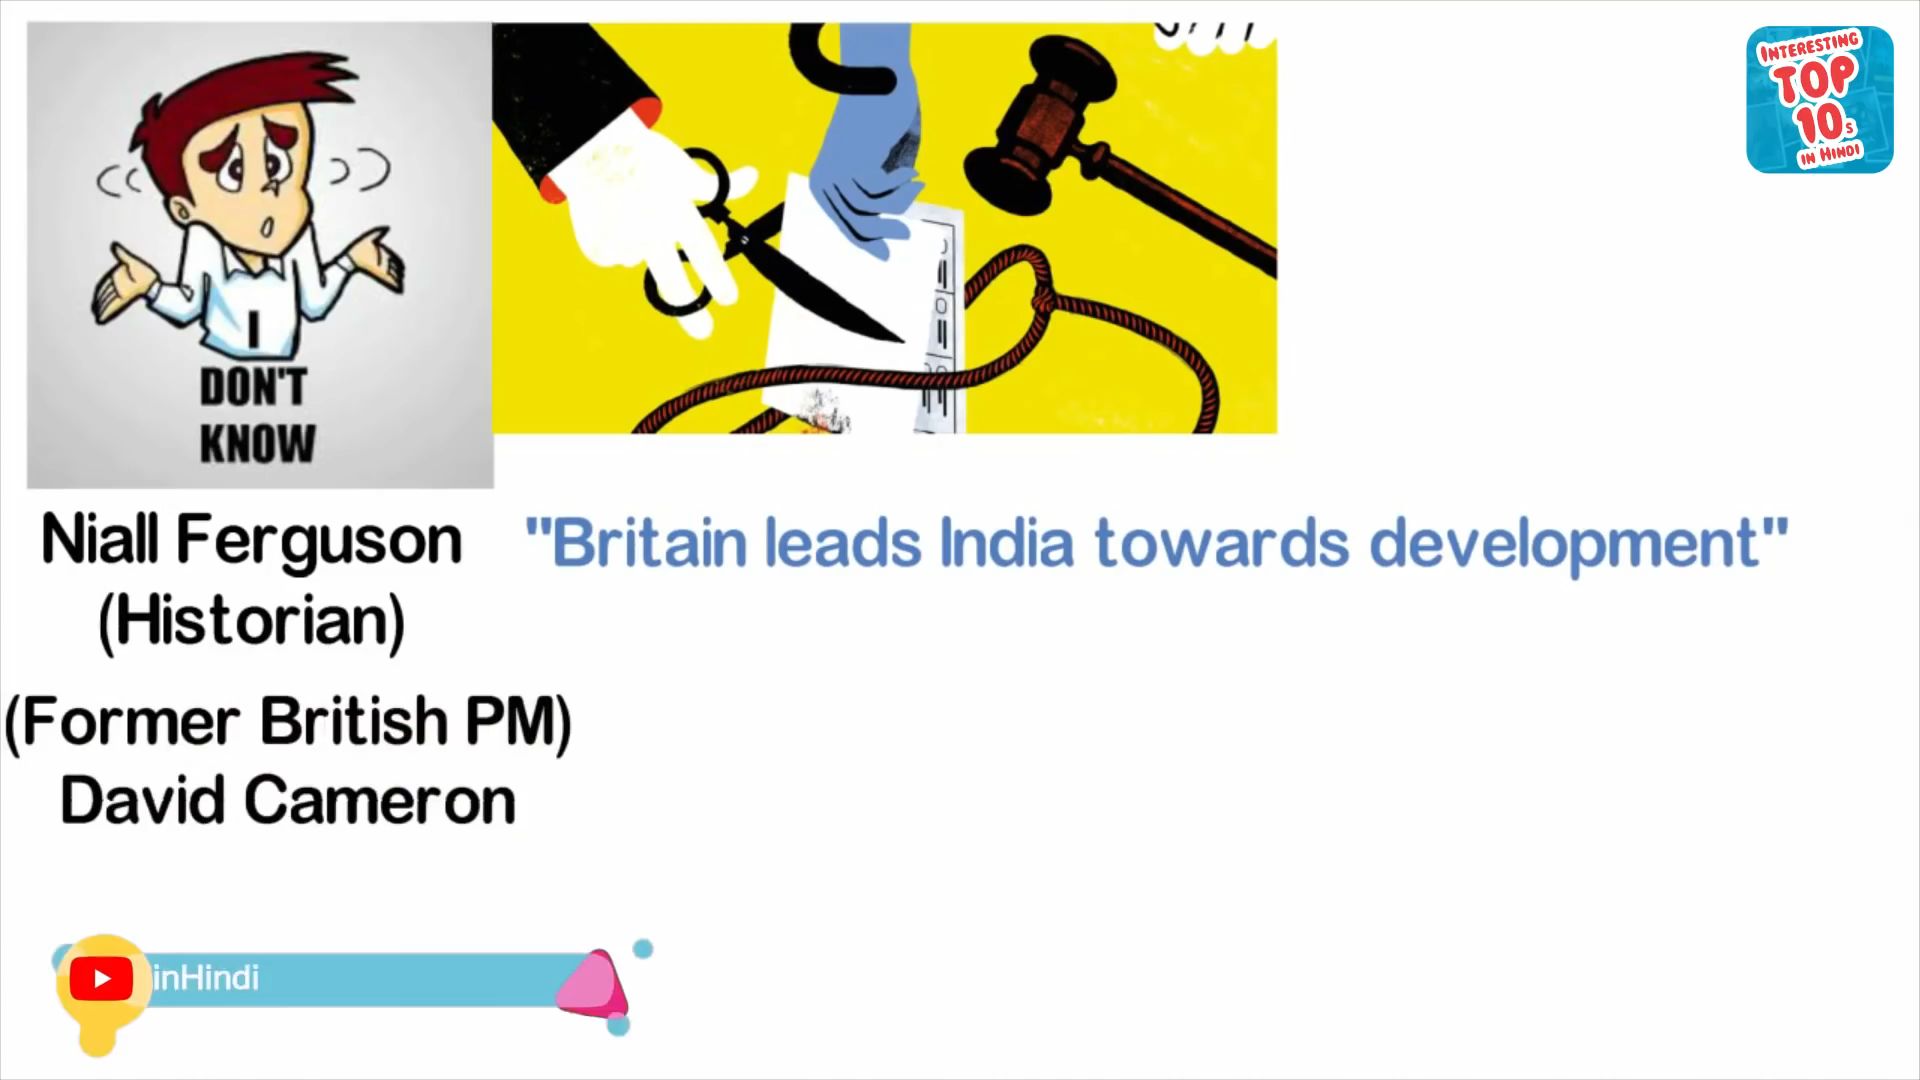 INTERESTING
TOP
10s
IN HINDI
I
DON'T
KNOW
Niall Ferguson
(Historian)
"Britain leads India towards development"
(Former British PM)
David Cameron
inHindi